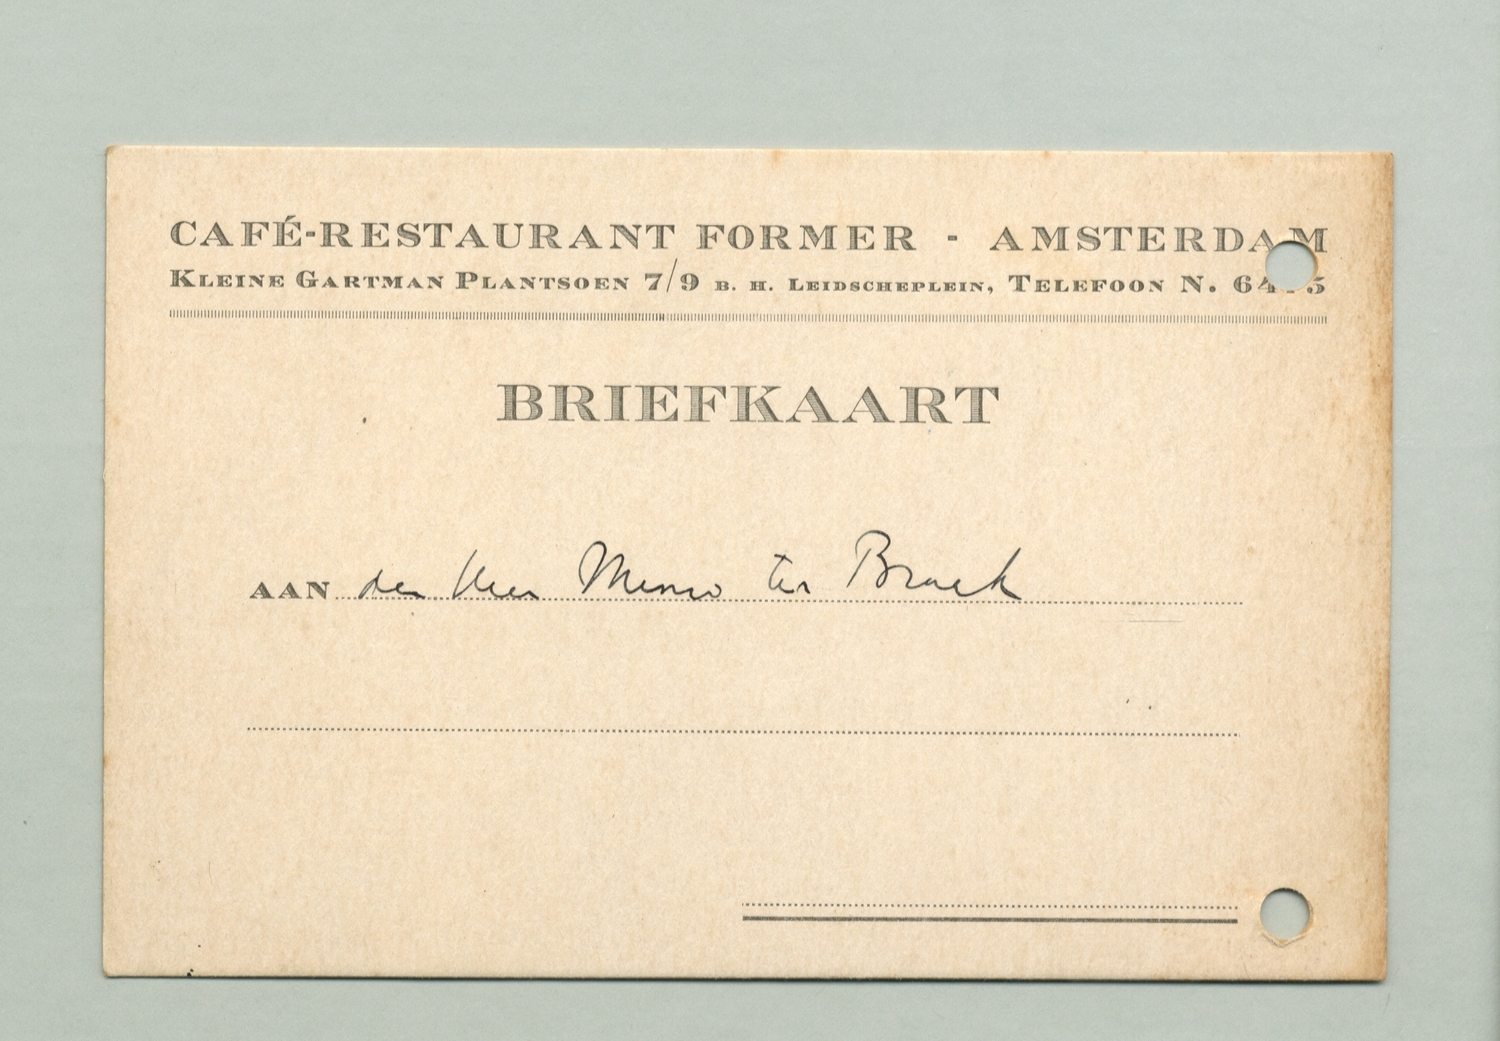 CAFÉ-RESTAURANT FORMER - AMSTERDAM
KLEINE GARTMAN PLANTSOEN 7/9 B. H. LEIDSCHEPLEIN, TELEFOON N.
BRIEFKAART
AAN den Heer Menno ter Braak